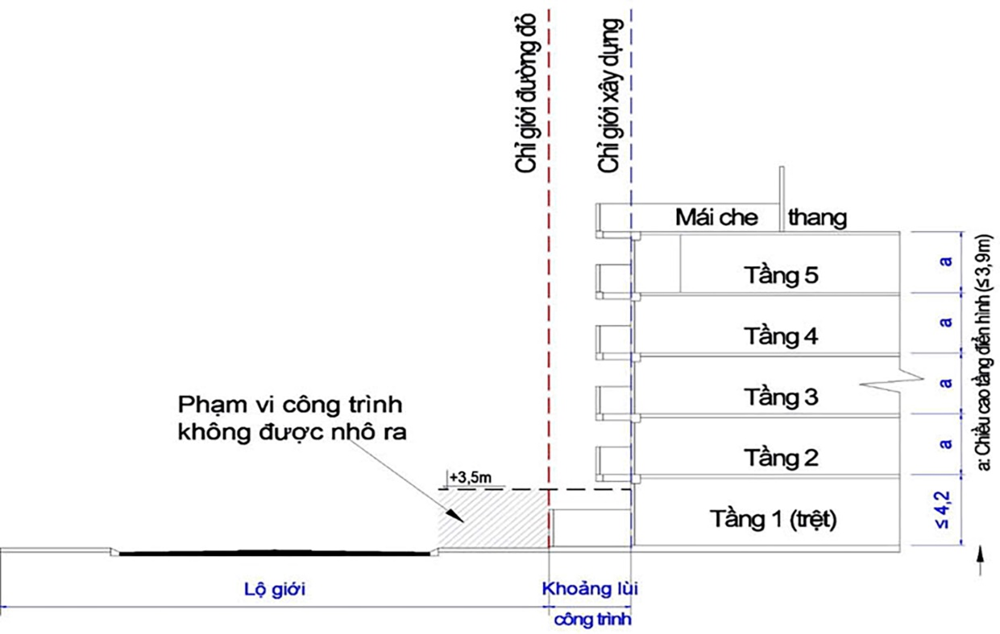 Chỉ giới đường đỏ
Chỉ giới xây dựng
Mái che thang
Tầng 5
Tầng 4
Tầng 3
Tầng 2
Tầng 1 (trệt)
a
a
a
a
≤ 4,2
a: Chiều cao tầng điển hình (≤ 3,9m)
Phạm vi công trình
không được nhô ra
+3,5m
Lộ giới
Khoảng lùi
công trình